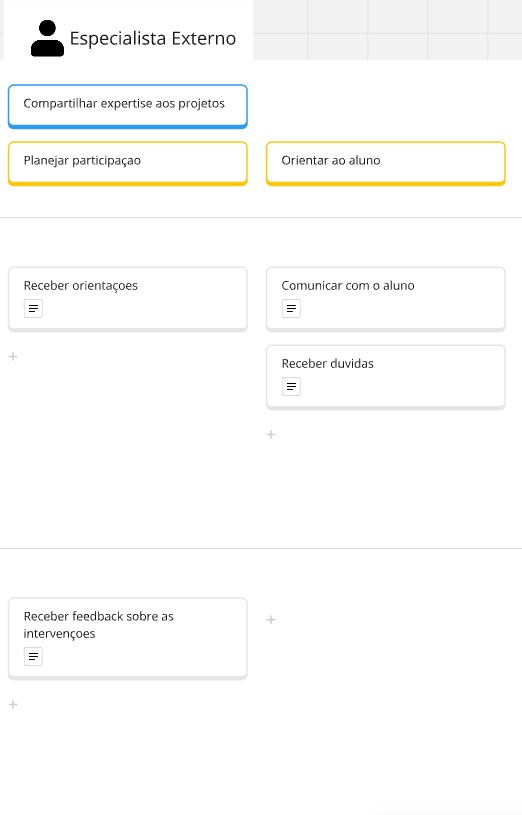 Especialista Externo
Compartilhar expertise aos projetos
Planejar participaçao
Orientar ao aluno
Receber orientaçoes
Comunicar com o aluno
Receber duvidas
Receber feedback sobre as
intervençoes